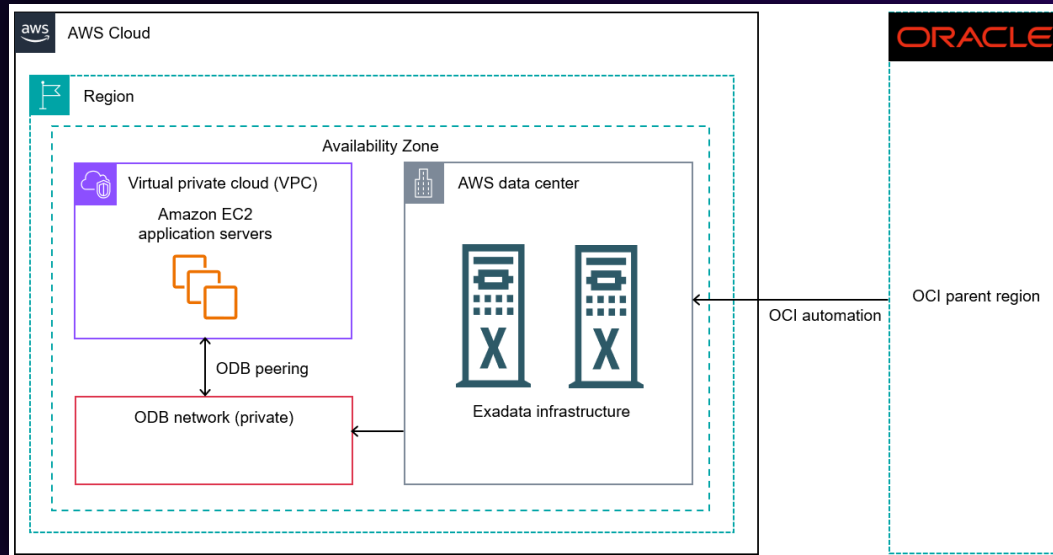 aws
AWS Cloud
ORACLE
Region
Availability Zone
Virtual private cloud (VPC)
Amazon EC2
application servers
AWS data center
X
X
Exadata infrastructure
ODB peering
ODB network (private)
OCI automation
OCI parent region